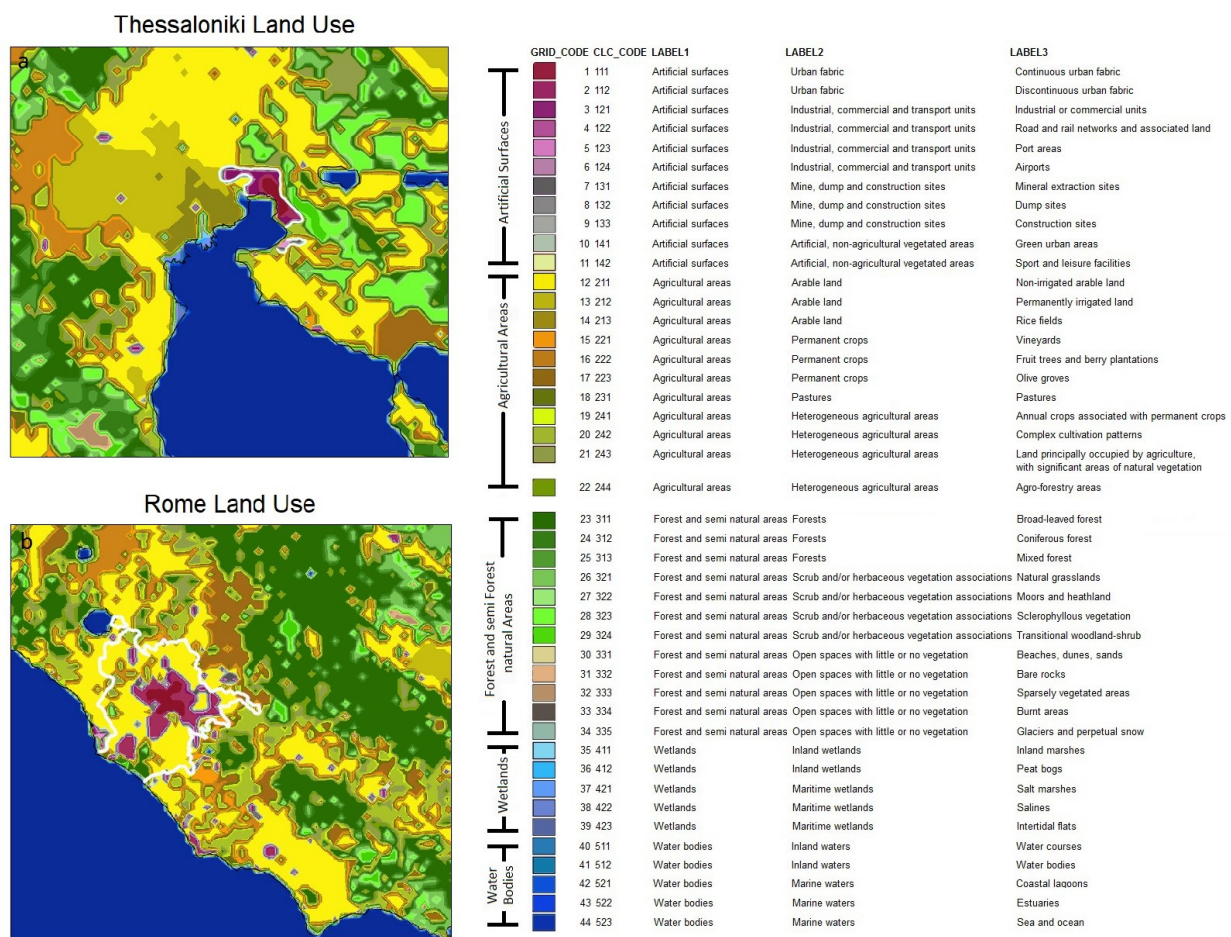 Thessaloniki Land Use
a
Rome Land Use
b
GRID_CODE CLC_CODE LABEL1 LABEL2 LABEL3
Artificial Surfaces
1 111 Artificial surfaces Urban fabric Continuous urban fabric
2 112 Artificial surfaces Urban fabric Discontinuous urban fabric
3 121 Artificial surfaces Industrial, commercial and transport units Industrial or commercial units
4 122 Artificial surfaces Industrial, commercial and transport units Road and rail networks and associated land
5 123 Artificial surfaces Industrial, commercial and transport units Port areas
6 124 Artificial surfaces Industrial, commercial and transport units Airports
7 131 Artificial surfaces Mine, dump and construction sites Mineral extraction sites
8 132 Artificial surfaces Mine, dump and construction sites Dump sites
9 133 Artificial surfaces Mine, dump and construction sites Construction sites
10 141 Artificial surfaces Artificial, non-agricultural vegetated areas Green urban areas
11 142 Artificial surfaces Artificial, non-agricultural vegetated areas Sport and leisure facilities
Agricultural Areas
12 211 Agricultural areas Arable land Non-irrigated arable land
13 212 Agricultural areas Arable land Permanently irrigated land
14 213 Agricultural areas Arable land Rice fields
15 221 Agricultural areas Permanent crops Vineyards
16 222 Agricultural areas Permanent crops Fruit trees and berry plantations
17 223 Agricultural areas Permanent crops Olive groves
18 231 Agricultural areas Pastures Pastures
19 241 Agricultural areas Heterogeneous agricultural areas Annual crops associated with permanent crops
20 242 Agricultural areas Heterogeneous agricultural areas Complex cultivation patterns
21 243 Agricultural areas Heterogeneous agricultural areas Land principally occupied by agriculture,
with significant areas of natural vegetation
22 244 Agricultural areas Heterogeneous agricultural areas Agro-forestry areas
Forest and semi Forest
natural Areas
23 311 Forest and semi natural areas Forests Broad-leaved forest
24 312 Forest and semi natural areas Forests Coniferous forest
25 313 Forest and semi natural areas Forests Mixed forest
26 321 Forest and semi natural areas Scrub and/or herbaceous vegetation associations Natural grasslands
27 322 Forest and semi natural areas Scrub and/or herbaceous vegetation associations Moors and heathland
28 323 Forest and semi natural areas Scrub and/or herbaceous vegetation associations Sclerophyllous vegetation
29 324 Forest and semi natural areas Scrub and/or herbaceous vegetation associations Transitional woodland-shrub
30 331 Forest and semi natural areas Open spaces with little or no vegetation Beaches, dunes, sands
31 332 Forest and semi natural areas Open spaces with little or no vegetation Bare rocks
32 333 Forest and semi natural areas Open spaces with little or no vegetation Sparsely vegetated areas
33 334 Forest and semi natural areas Open spaces with little or no vegetation Burnt areas
34 335 Forest and semi natural areas Open spaces with little or no vegetation Glaciers and perpetual snow
Wetlands
35 411 Wetlands Inland wetlands Inland marshes
36 412 Wetlands Inland wetlands Peat bogs
37 421 Wetlands Maritime wetlands Salt marshes
38 422 Wetlands Maritime wetlands Salines
39 423 Wetlands Maritime wetlands Intertidal flats
Water
Bodies
40 511 Water bodies Inland waters Water courses
41 512 Water bodies Inland waters Water bodies
42 521 Water bodies Marine waters Coastal lagoons
43 522 Water bodies Marine waters Estuaries
44 523 Water bodies Marine waters Sea and ocean